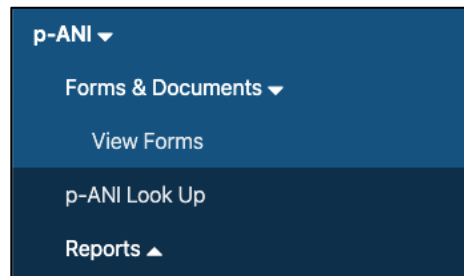 p-ANI
Forms & Documents
View Forms
p-ANI Look Up
Reports